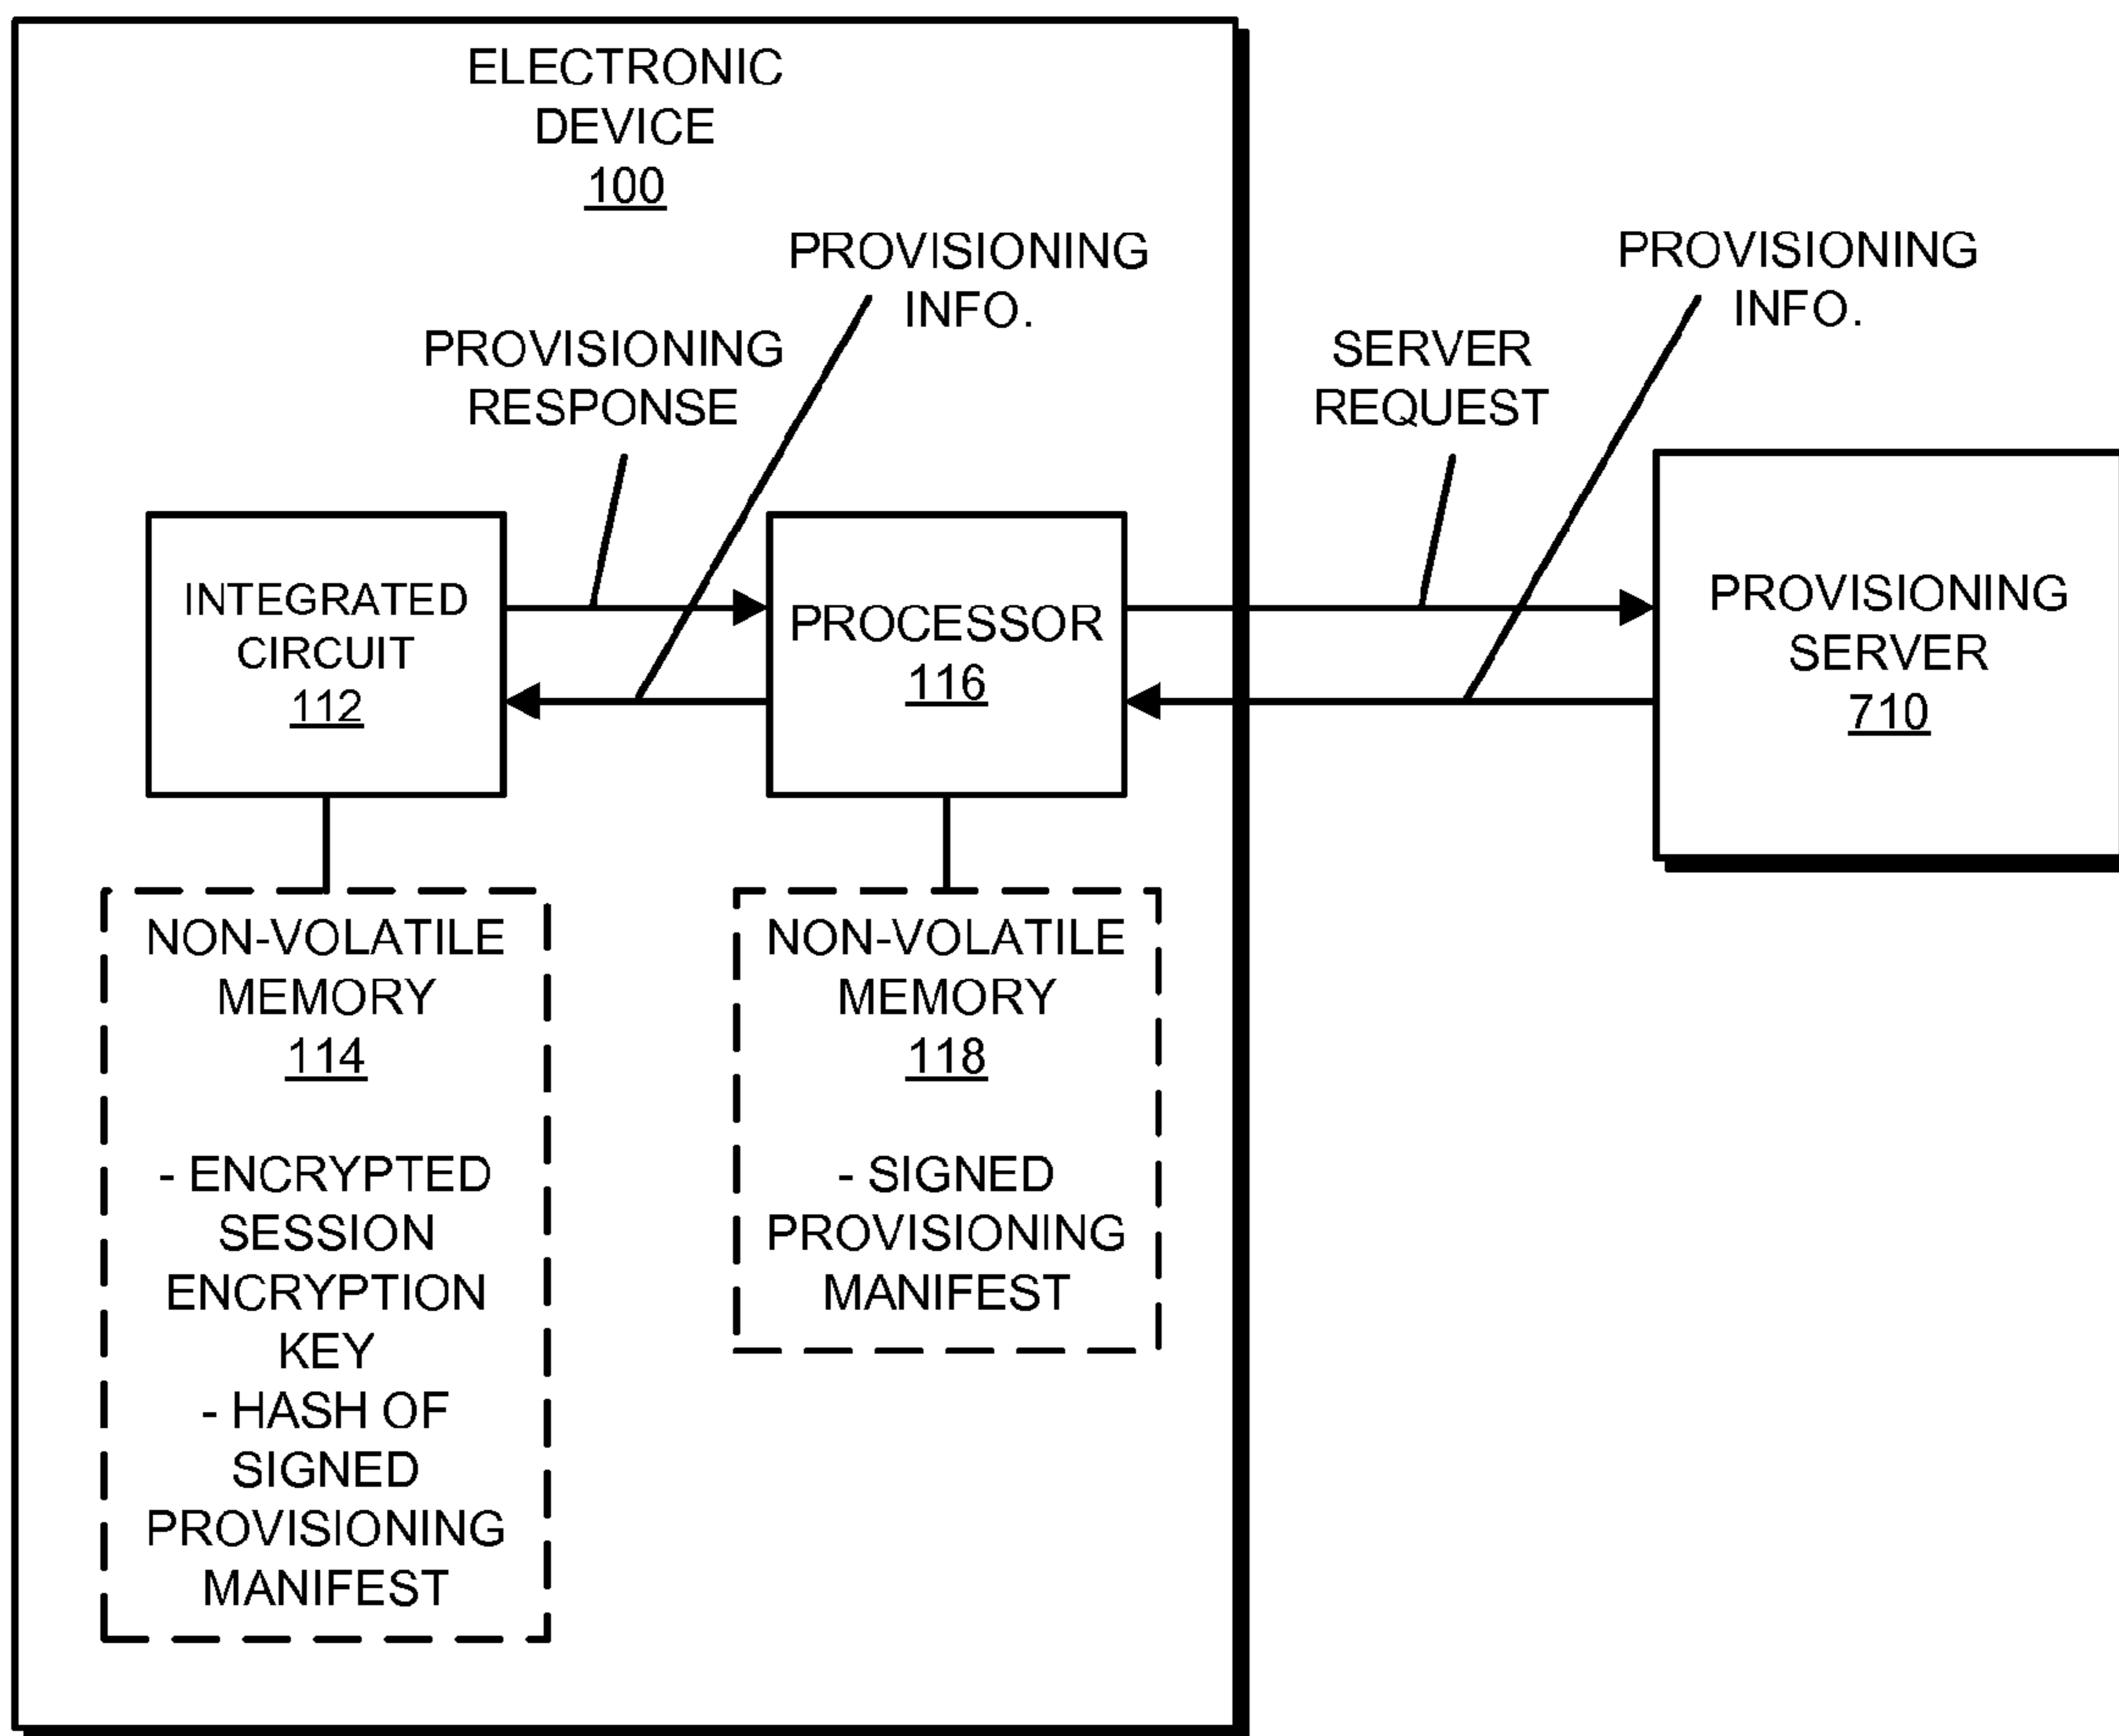 ELECTRONIC
DEVICE
100
PROVISIONING
INFO.
PROVISIONING
RESPONSE
PROVISIONING
INFO.
SERVER
REQUEST
INTEGRATED
CIRCUIT
112
PROCESSOR
116
PROVISIONING
SERVER
710
NON-VOLATILE
MEMORY
114
- ENCRYPTED
SESSION
ENCRYPTION
KEY
- HASH OF
SIGNED
PROVISIONING
MANIFEST
NON-VOLATILE
MEMORY
118
- SIGNED
PROVISIONING
MANIFEST